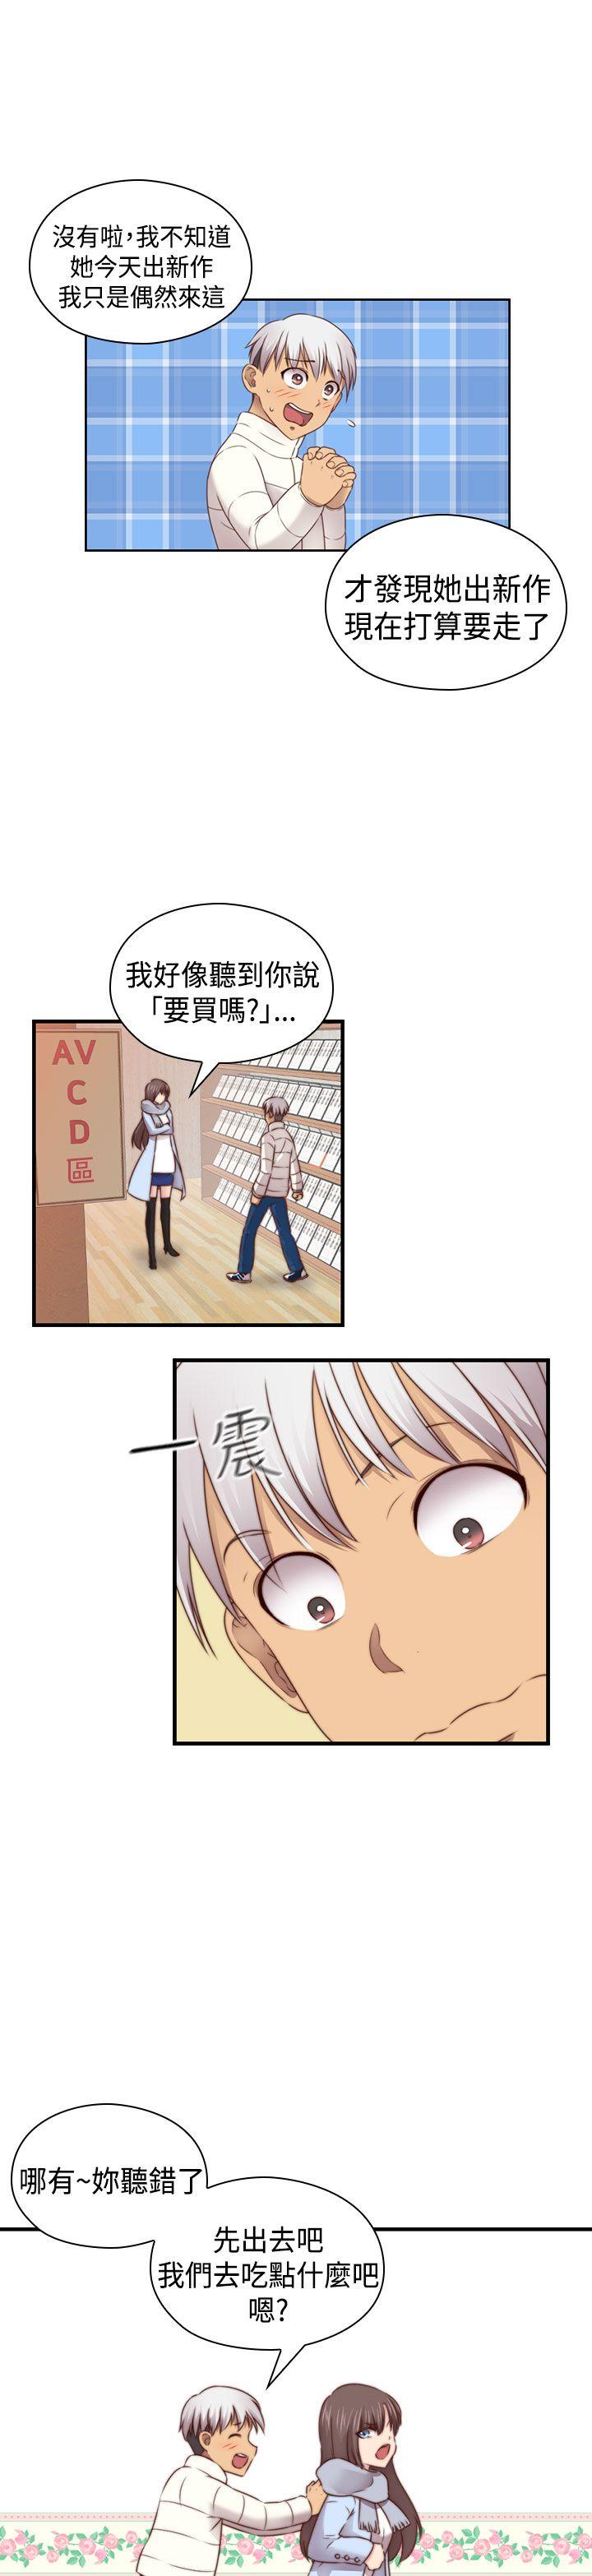 沒有啦，我不知道
她今天出新作
我只是偶然來這
才發現她出新作
現在打算要走了
我好像聽到你說
「要買嗎?」...
AV
C
D
區
一震
哪有~妳聽錯了
先出去吧
我們去吃點什麼吧
嗯?